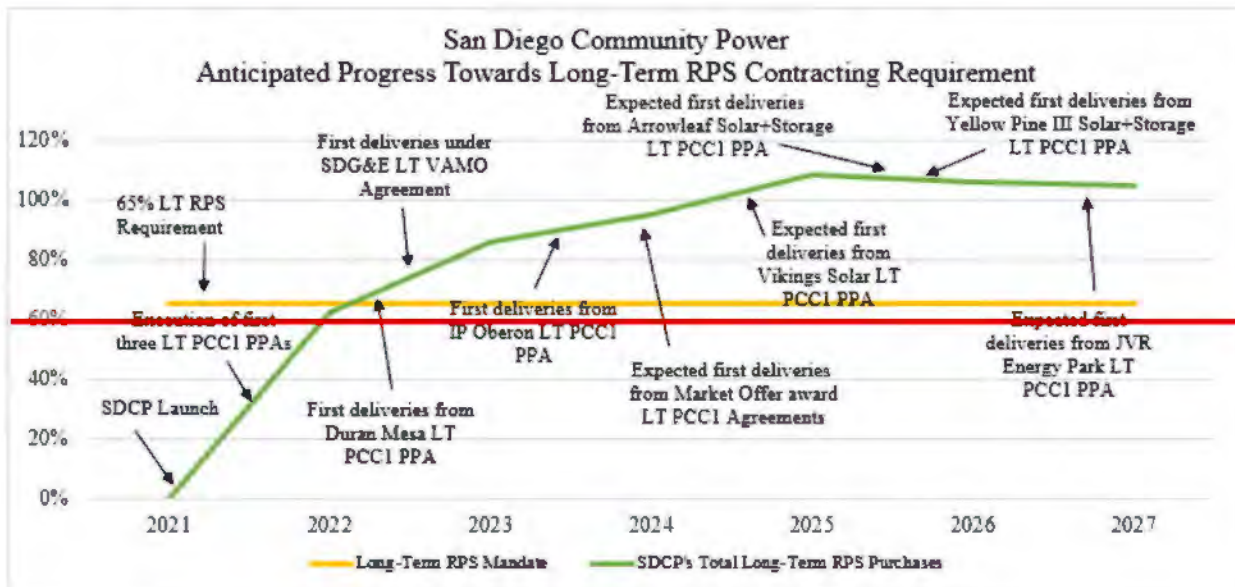 San Diego Community Power
Anticipated Progress Towards Long-Term RPS Contracting Requirement
Expected first deliveries
from Arrowleaf Solar+Storage
LT PCC1 PPA
Expected first deliveries from
Yellow Pine III Solar+Storage
LT PCC1 PPA
First deliveries under
SDG&E LT VAMO
Agreement
65% LT RPS
Requirement
Expected first
deliveries from
Vikings Solar LT
PCC1 PPA
First deliveries from
IP Oberon LT PCC1
PPA
Execution of first
three LT PCC1 PPAs
Expected first
deliveries from JVR
Energy Park LT
PCC1 PPA
Expected first deliveries
from Market Offer award
LT PCC1 Agreements
SDCP Launch
First deliveries from
Duran Mesa LT
PCC1 PPA
120%
100%
80%
60%
40%
20%
0%
2021 2022 2023 2024 2025 2026 2027
Long-Term RPS Mandate
SDCP's Total Long-Term RPS Purchases